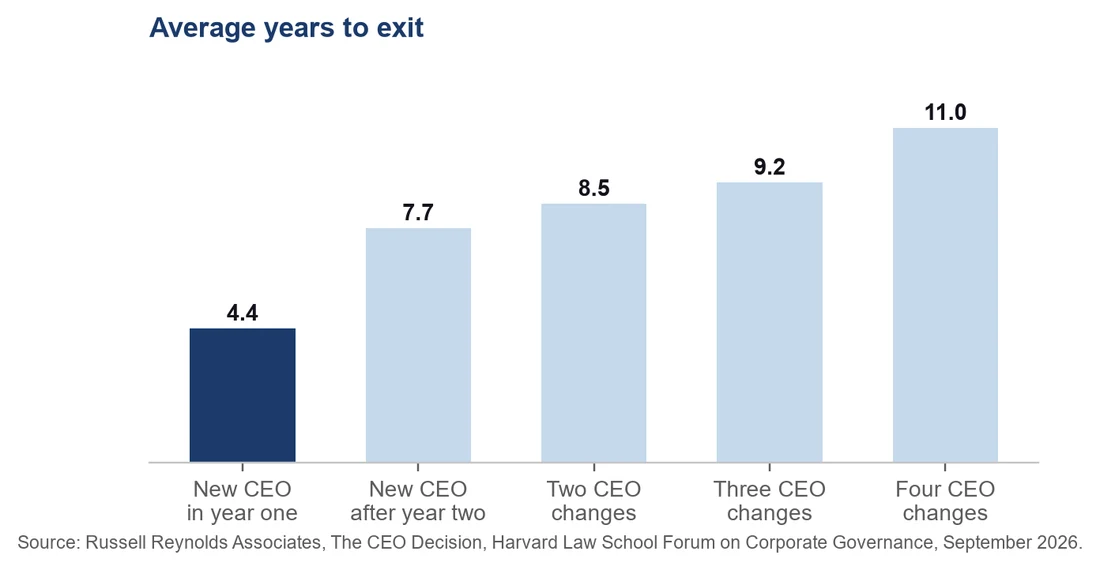 Average years to exit
4.4
7.7
8.5
9.2
11.0
New CEO
in year one
New CEO
after year two
Two CEO
changes
Three CEO
changes
Four CEO
changes
Source: Russell Reynolds Associates, The CEO Decision, Harvard Law School Forum on Corporate Governance, September 2026.